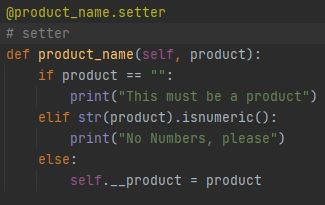 @product_name.setter
# setter
def product_name(self, product):
    if product == "":
        print("This must be a product")
    elif str(product).isnumeric():
        print("No Numbers, please")
    else:
        self.__product = product